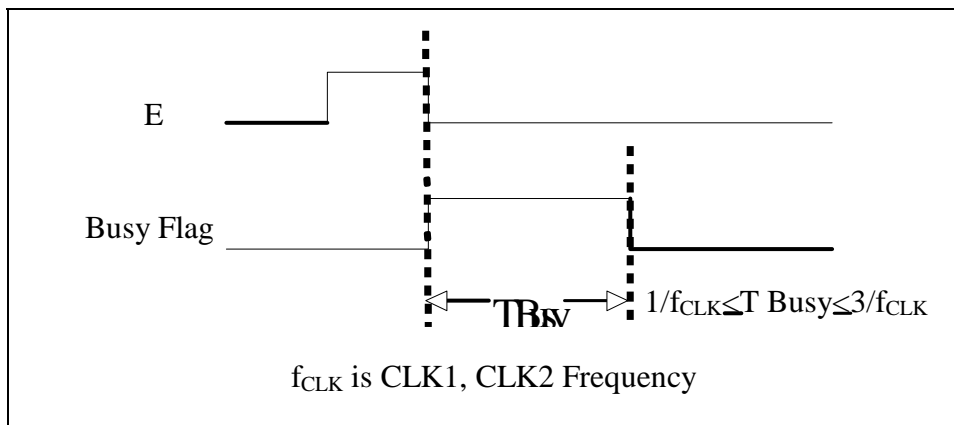 E
Busy Flag
1/fCLK≤T Busy≤3/fCLK
fCLK is CLK1, CLK2 Frequency